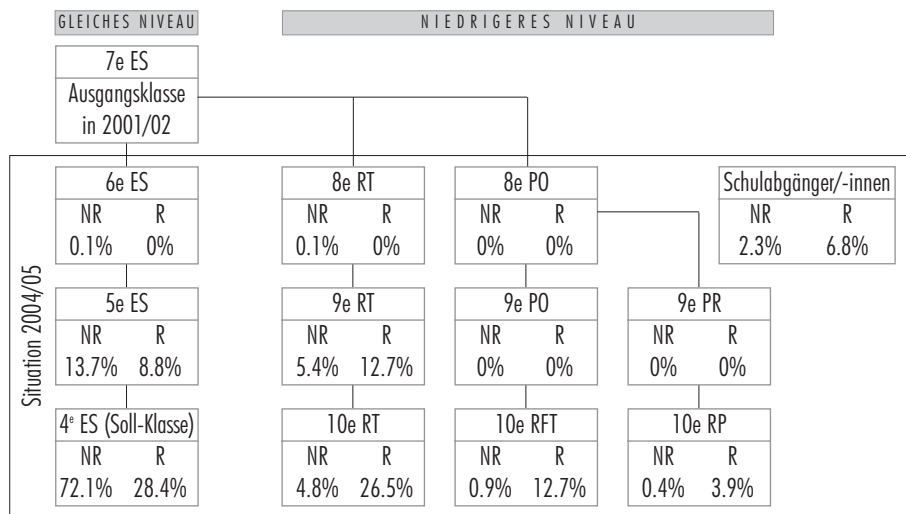 GLEICHES NIVEAU NIEDRIGERES NIVEAU
7e ES
Ausgangsklasse
in 2001/02
Situation 2004/05
6e ES 8e RT 8e PO Schulabgänger/-innen
NR R NR R NR R NR R
0.1% 0% 0.1% 0% 0% 0% 2.3% 6.8%
5e ES 9e RT 9e PO 9e PR
NR R NR R NR R NR R
13.7% 8.8% 5.4% 12.7% 0% 0% 0% 0%
4ᵉ ES (Soll-Klasse) 10e RT 10e RFT 10e RP
NR R NR R NR R NR R
72.1% 28.4% 4.8% 26.5% 0.9% 12.7% 0.4% 3.9%